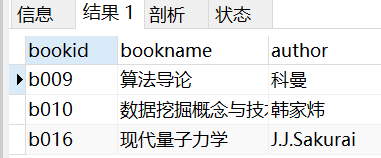 信息 结果 1 剖析 状态
bookid bookname author
b009 算法导论 科曼
b010 数据挖掘概念与技 韩家炜
b016 现代量子力学 J.J.Sakurai